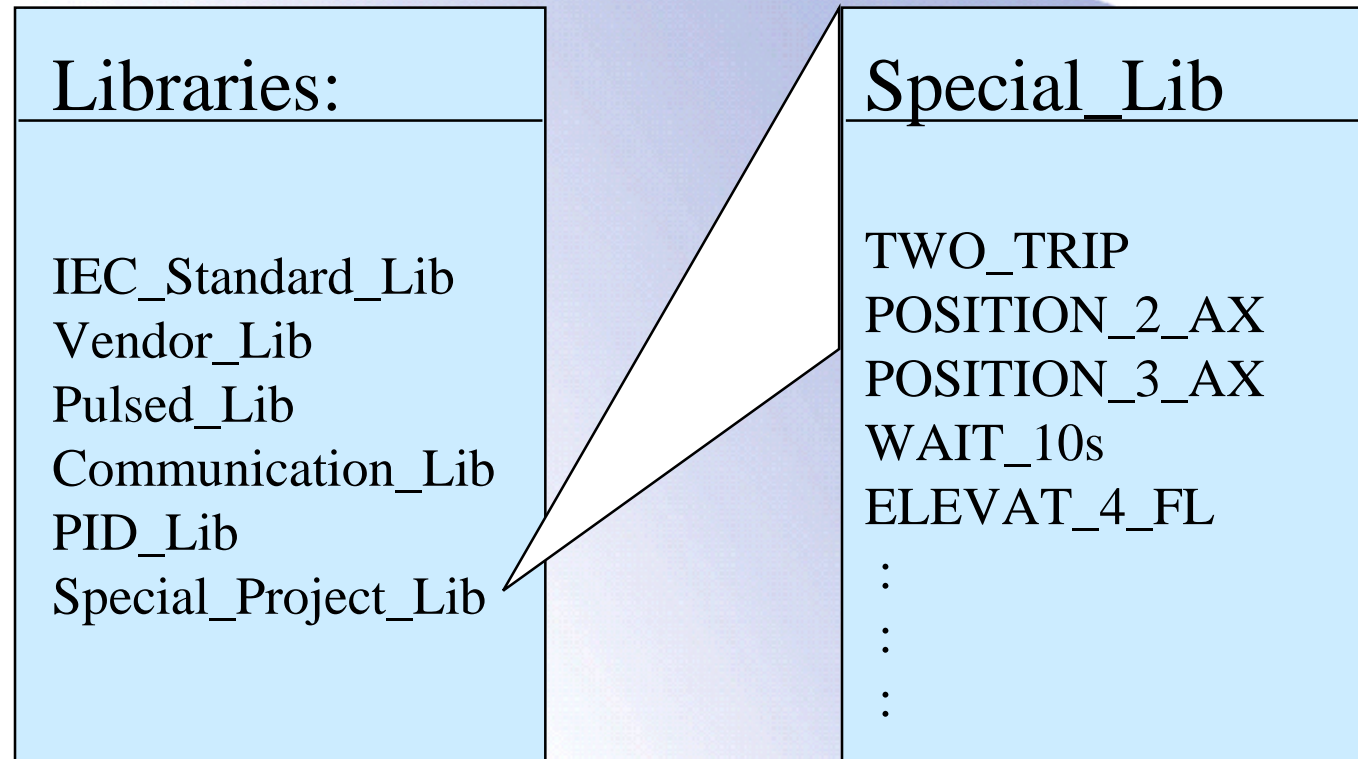 Libraries:
IEC_Standard_Lib
Vendor_Lib
Pulsed_Lib
Communication_Lib
PID_Lib
Special_Project_Lib
Special_Lib
TWO_TRIP
POSITION_2_AX
POSITION_3_AX
WAIT_10s
ELEVAT_4_FL
:
:
: